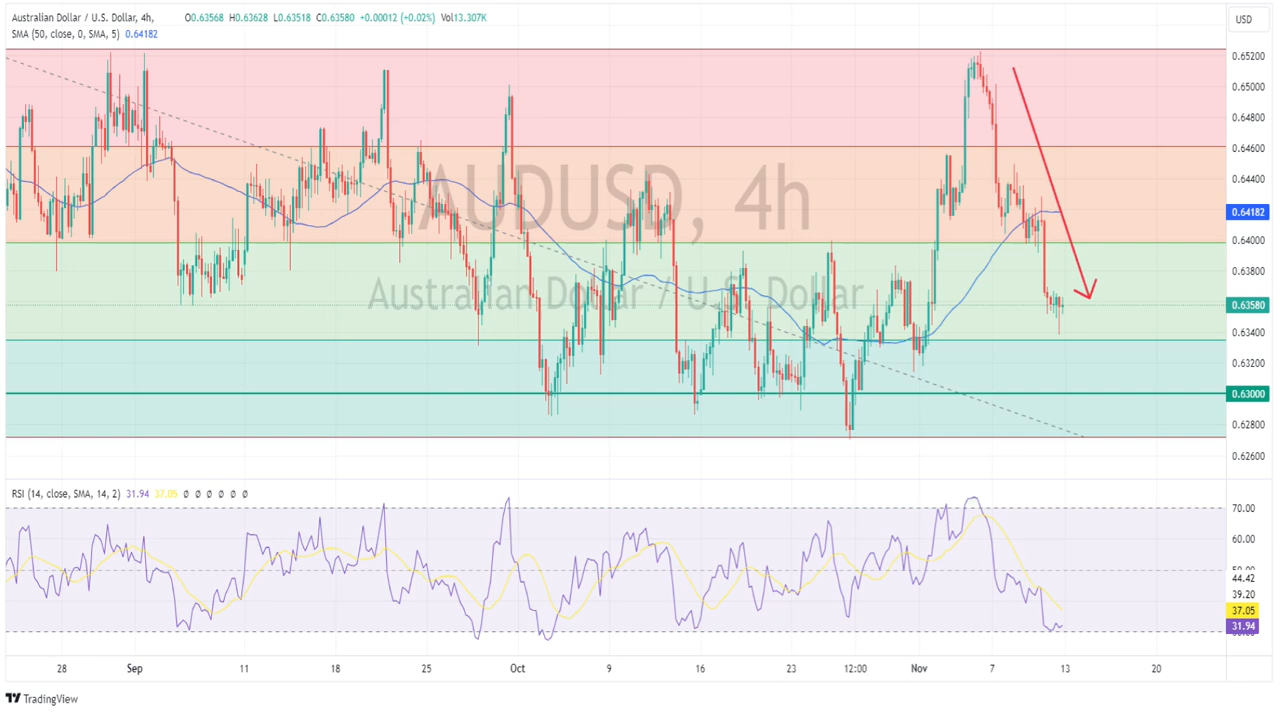 Australian Dollar / U.S. Dollar, 4h, O0.63568 H0.63628 L0.63518 C0.63580 +0.00012 (+0.02%) Vol13.307K
SMA (50, close, 0, SMA, 5) 0.64182
USD
0.65200
0.65000
0.64800
0.64600
0.64400
0.64182
0.64000
0.63800
0.63580
0.63400
0.63200
0.63000
0.62800
0.62600
AUDUSD, 4h
Australian Dollar / U.S. Dollar
RSI (14, close, SMA, 14, 2) 31.94 37.05 Ø Ø Ø Ø Ø Ø
70.00
60.00
50.00
44.42
39.20
37.05
31.94
28 Sep 11 18 25 Oct 9 16 23 12:00 Nov 7 13 20
TradingView